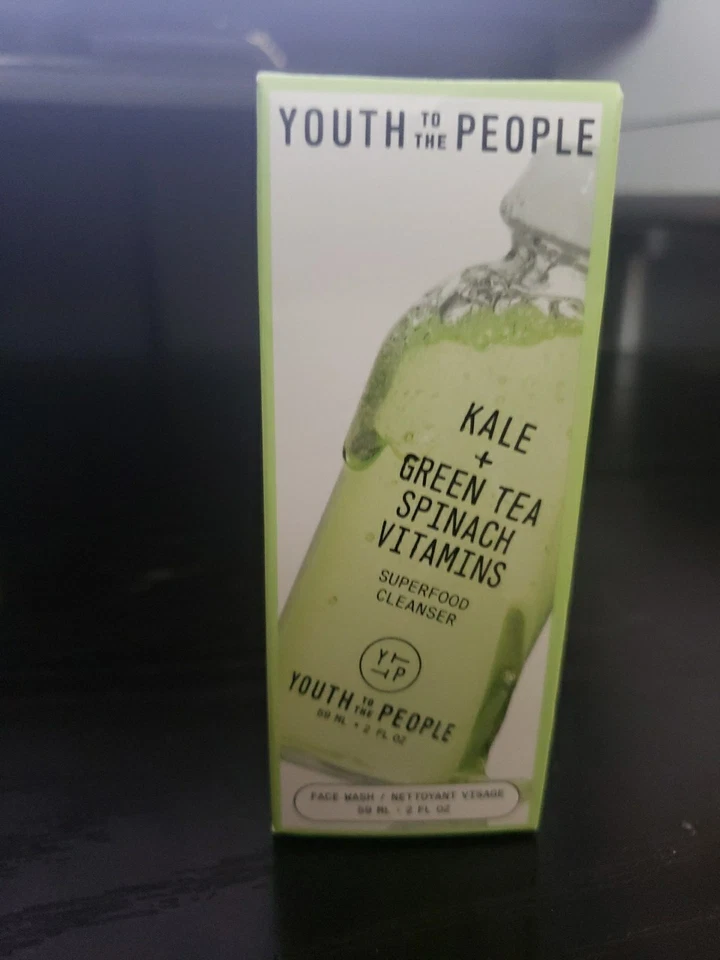 YOUTH TO THE PEOPLE
KALE
+
GREEN TEA
SPINACH
VITAMINS
SUPERFOOD
CLEANSER
Y T
T P
YOUTH TO THE PEOPLE
59 ML • 2 FL OZ
FACE WASH / NETTOYANT VISAGE
59 ML - 2 FL OZ